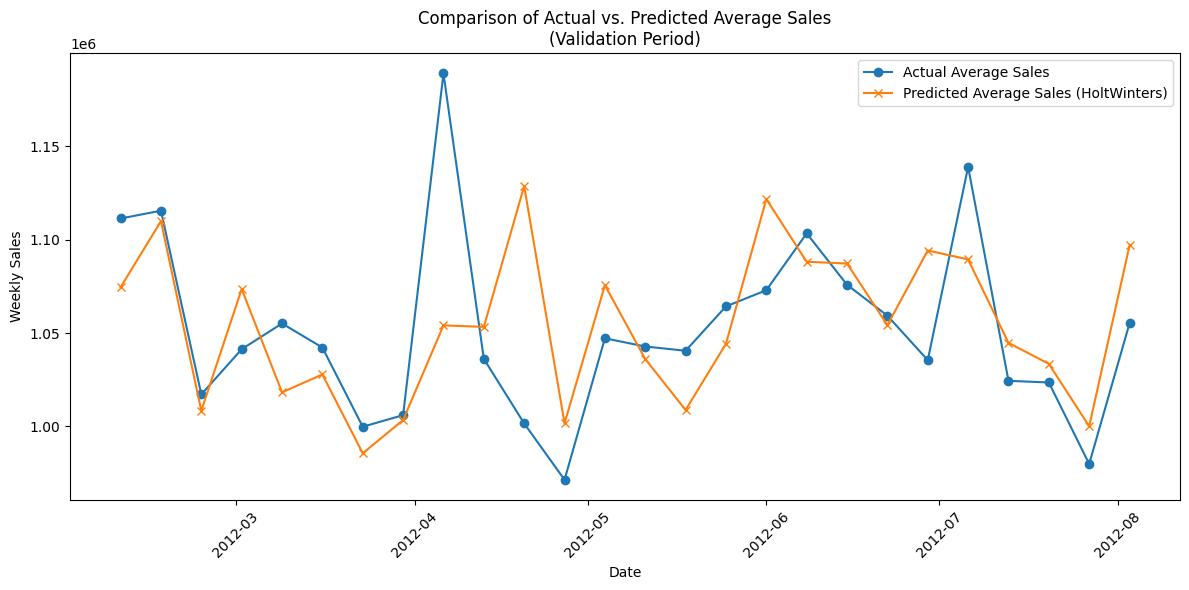 Comparison of Actual vs. Predicted Average Sales
(Validation Period)
1e6
Actual Average Sales
Predicted Average Sales (HoltWinters)
Weekly Sales
1.15
1.10
1.05
1.00
2012-03
2012-04
2012-05
2012-06
2012-07
2012-08
Date